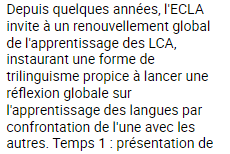 Depuis quelques années, l'ECLA
invite à un renouvellement global
de l'apprentissage des LCA,
instaurant une forme de
trilinguisme propice à lancer une
réflexion globale sur
l'apprentissage des langues par
confrontation de l'une avec les
autres. Temps 1 : présentation de